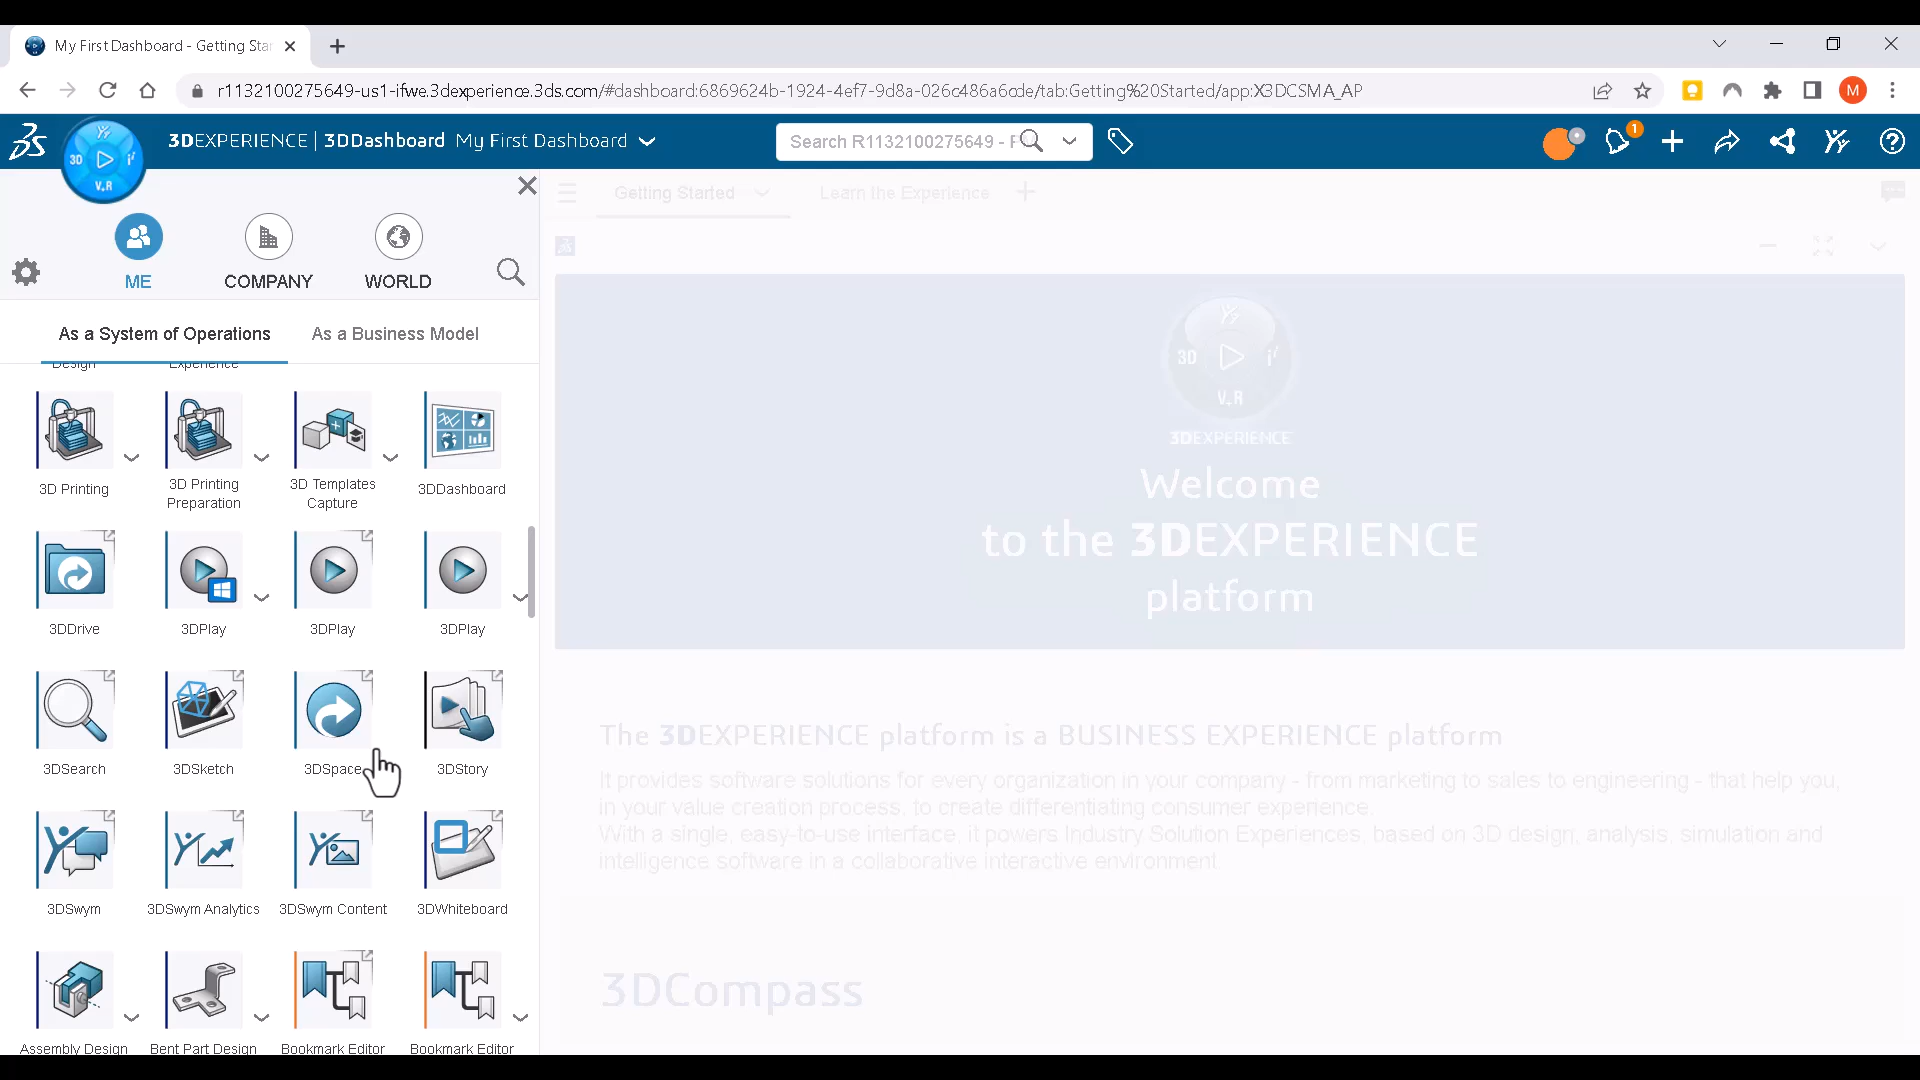 My First Dashboard - Getting Star
r1132100275649-us1-ifwe.3dexperience.3ds.com/#dashboard:6869624b-1924-4ef7-9d8a-026c486a6cde/tab:Getting%20Started/app:X3DCSMA_AP
M
3DEXPERIENCE | 3DDashboard My First Dashboard
Search R1132100275649 - P
1
3D
V.R
ME
COMPANY
WORLD
As a System of Operations
As a Business Model
Design
Experience
3D Printing
3D Printing
Preparation
3D Templates
Capture
3DDashboard
3DDrive
3DPlay
3DPlay
3DPlay
3DSearch
3DSketch
3DSpace
3DStory
3DSwym
3DSwym Analytics
3DSwym Content
3DWhiteboard
Assembly Design
Bent Part Design
Bookmark Editor
Bookmark Editor
Getting Started
Learn the Experience
3D
V.R
3DEXPERIENCE
Welcome
to the 3DEXPERIENCE
platform
The 3DEXPERIENCE platform is a BUSINESS EXPERIENCE platform
It provides software solutions for every organization in your company - from marketing to sales to engineering - that help you,
in your value creation process, to create differentiating consumer experience.
With a single, easy-to-use interface, it powers Industry Solution Experiences, based on 3D design, analysis, simulation and
intelligence software in a collaborative interactive environment.
3DCompass